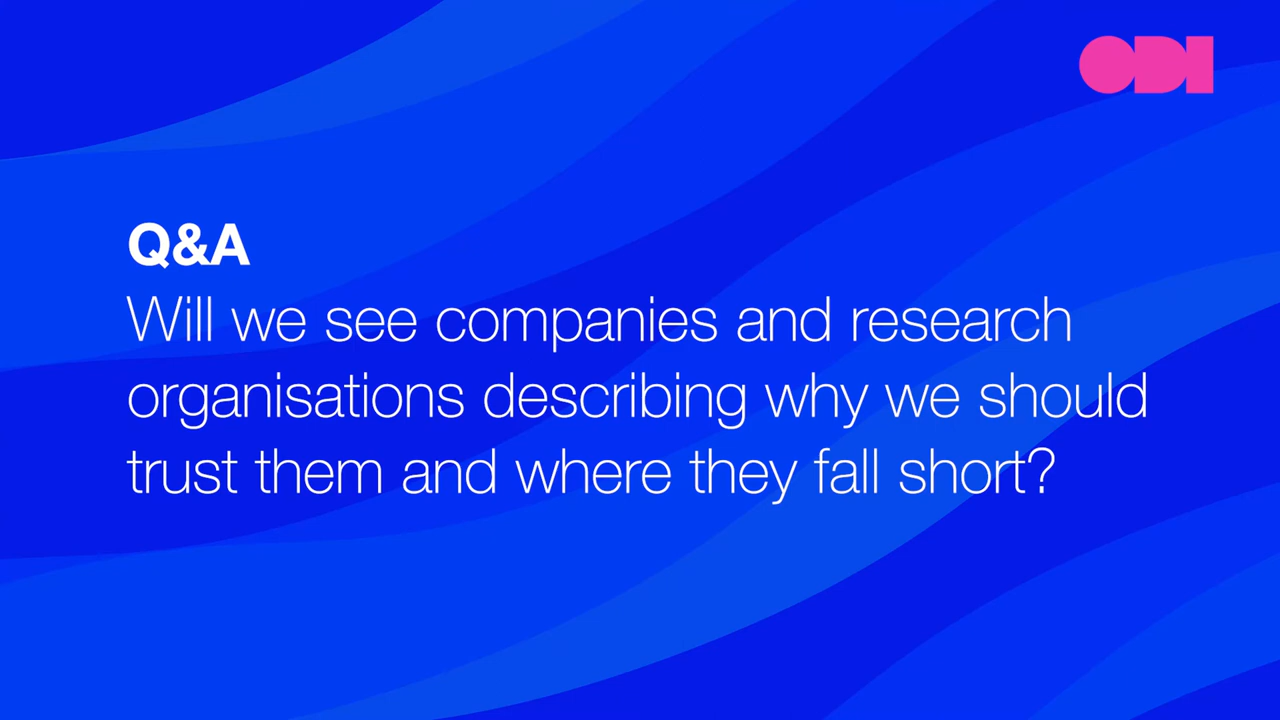 ODI
Q&A
Will we see companies and research
organisations describing why we should
trust them and where they fall short?